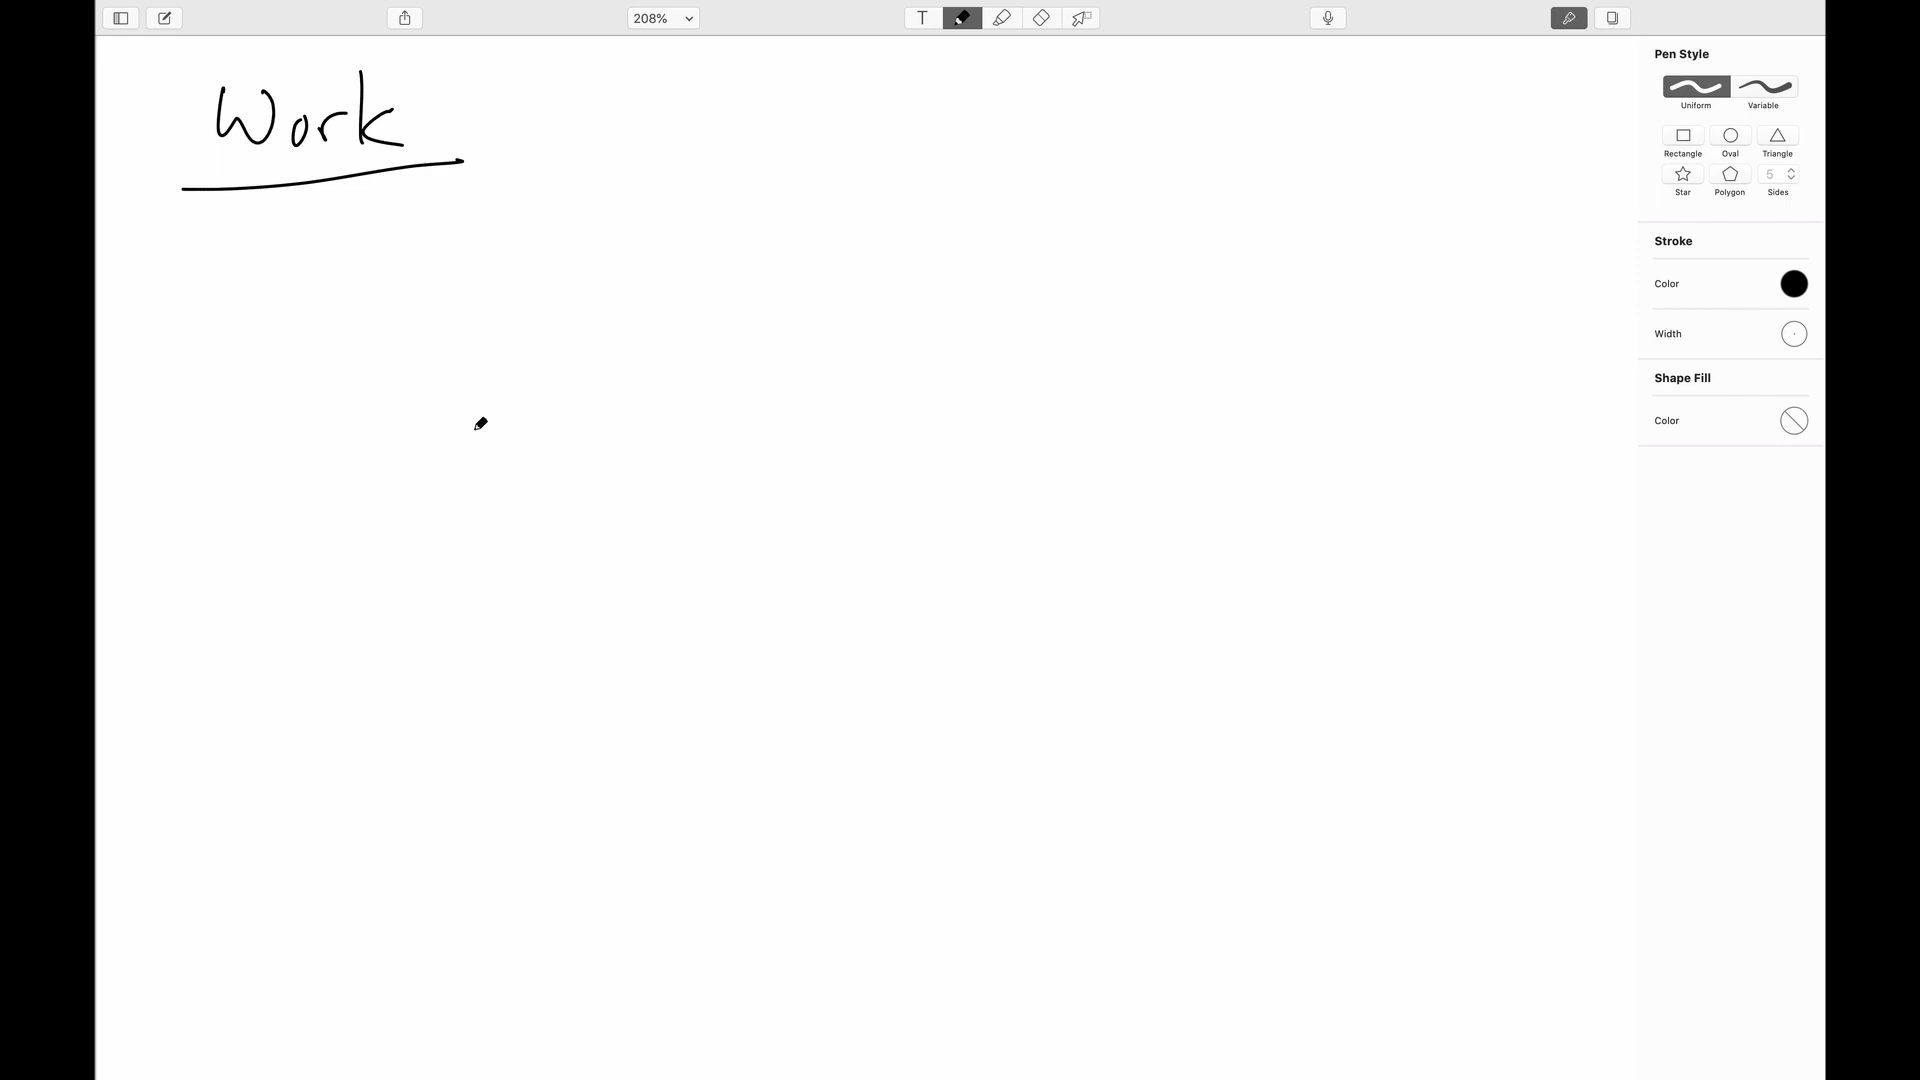 208%
T
Work
Pen Style
Uniform Variable
Rectangle Oval Triangle
5
Star Polygon Sides
Stroke
Color
Width
Shape Fill
Color